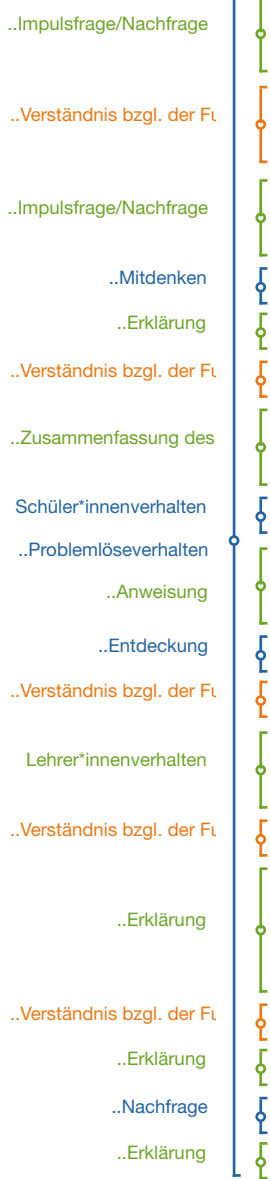 ..Impulsfrage/Nachfrage
..Verständnis bzgl. der Fu
..Impulsfrage/Nachfrage
..Mitdenken
..Erklärung
..Verständnis bzgl. der Fu
..Zusammenfassung des
Schüler*innenverhalten
..Problemlöseverhalten
..Anweisung
..Entdeckung
..Verständnis bzgl. der Fu
Lehrer*innenverhalten
..Verständnis bzgl. der Fu
..Erklärung
..Verständnis bzgl. der Fu
..Erklärung
..Nachfrage
..Erklärung